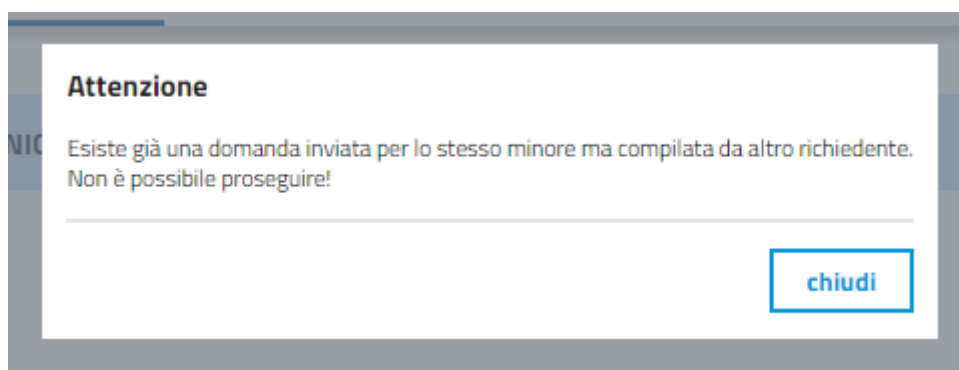 Attenzione
NIC
Esiste già una domanda inviata per lo stesso minore ma compilata da altro richiedente.
Non è possibile proseguire!
chiudi